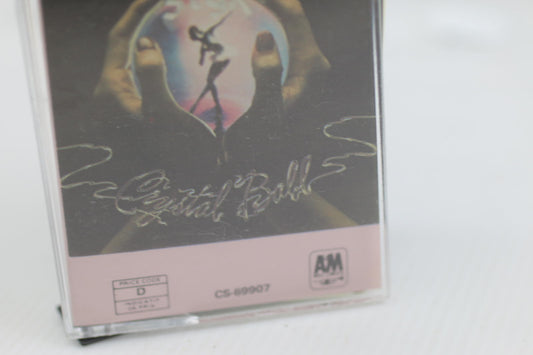 Crystal Ball
PRICE CODE
D
CS-69907
A&M